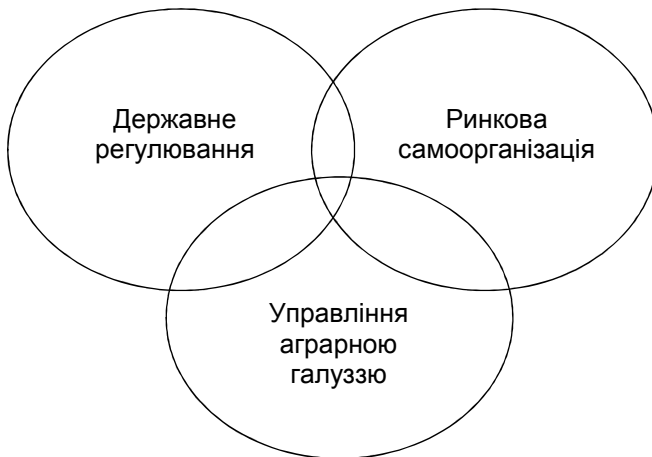 Державне
регулювання
Ринкова
самоорганізація
Управління
аграрною
галуззю